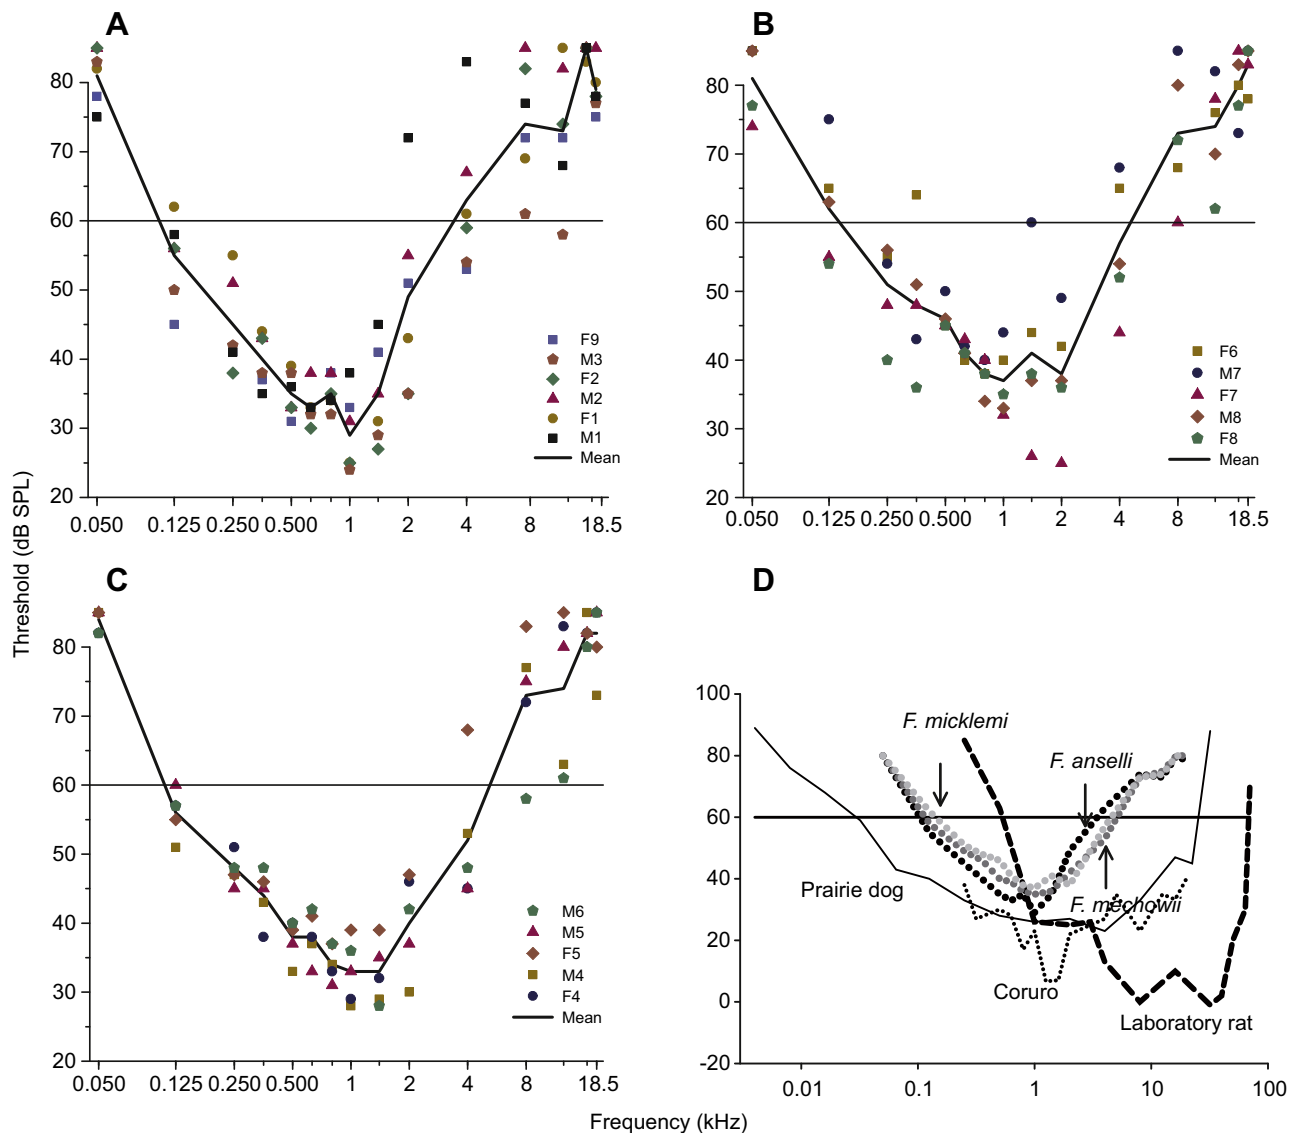 A
80
70
60
50
40
30
20
0.050
0.125
0.250
0.500
1
2
4
8
18.5
F9
M3
F2
M2
F1
M1
Mean
B
80
70
60
50
40
30
20
0.050
0.125
0.250
0.500
1
2
4
8
18.5
F6
M7
F7
M8
F8
Mean
Threshold (dB SPL)
C
80
70
60
50
40
30
20
0.050
0.125
0.250
0.500
1
2
4
8
18.5
M6
M5
F5
M4
F4
Mean
D
100
80
60
40
20
0
-20
0.01
0.1
1
10
100
F. micklemi
F. anselli
Prairie dog
F. mechowii
Coruro
Laboratory rat
Frequency (kHz)